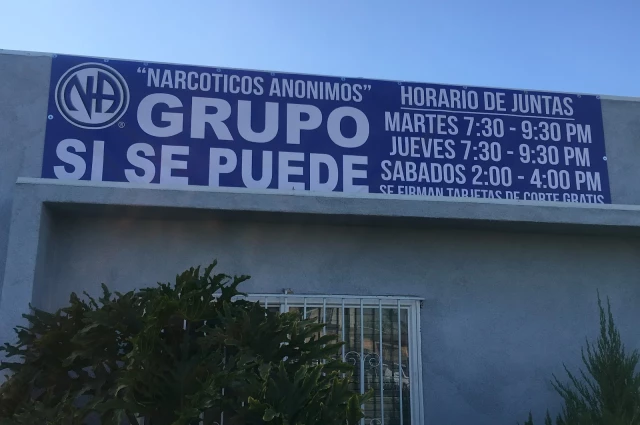 NA ®
"NARCOTICOS ANONIMOS"
GRUPO
SI SE PUEDE
HORARIO DE JUNTAS
MARTES 7:30 - 9:30 PM
JUEVES 7:30 - 9:30 PM
SABADOS 2:00 - 4:00 PM
SE FIRMAN TARJETAS DE CORTE GRATIS